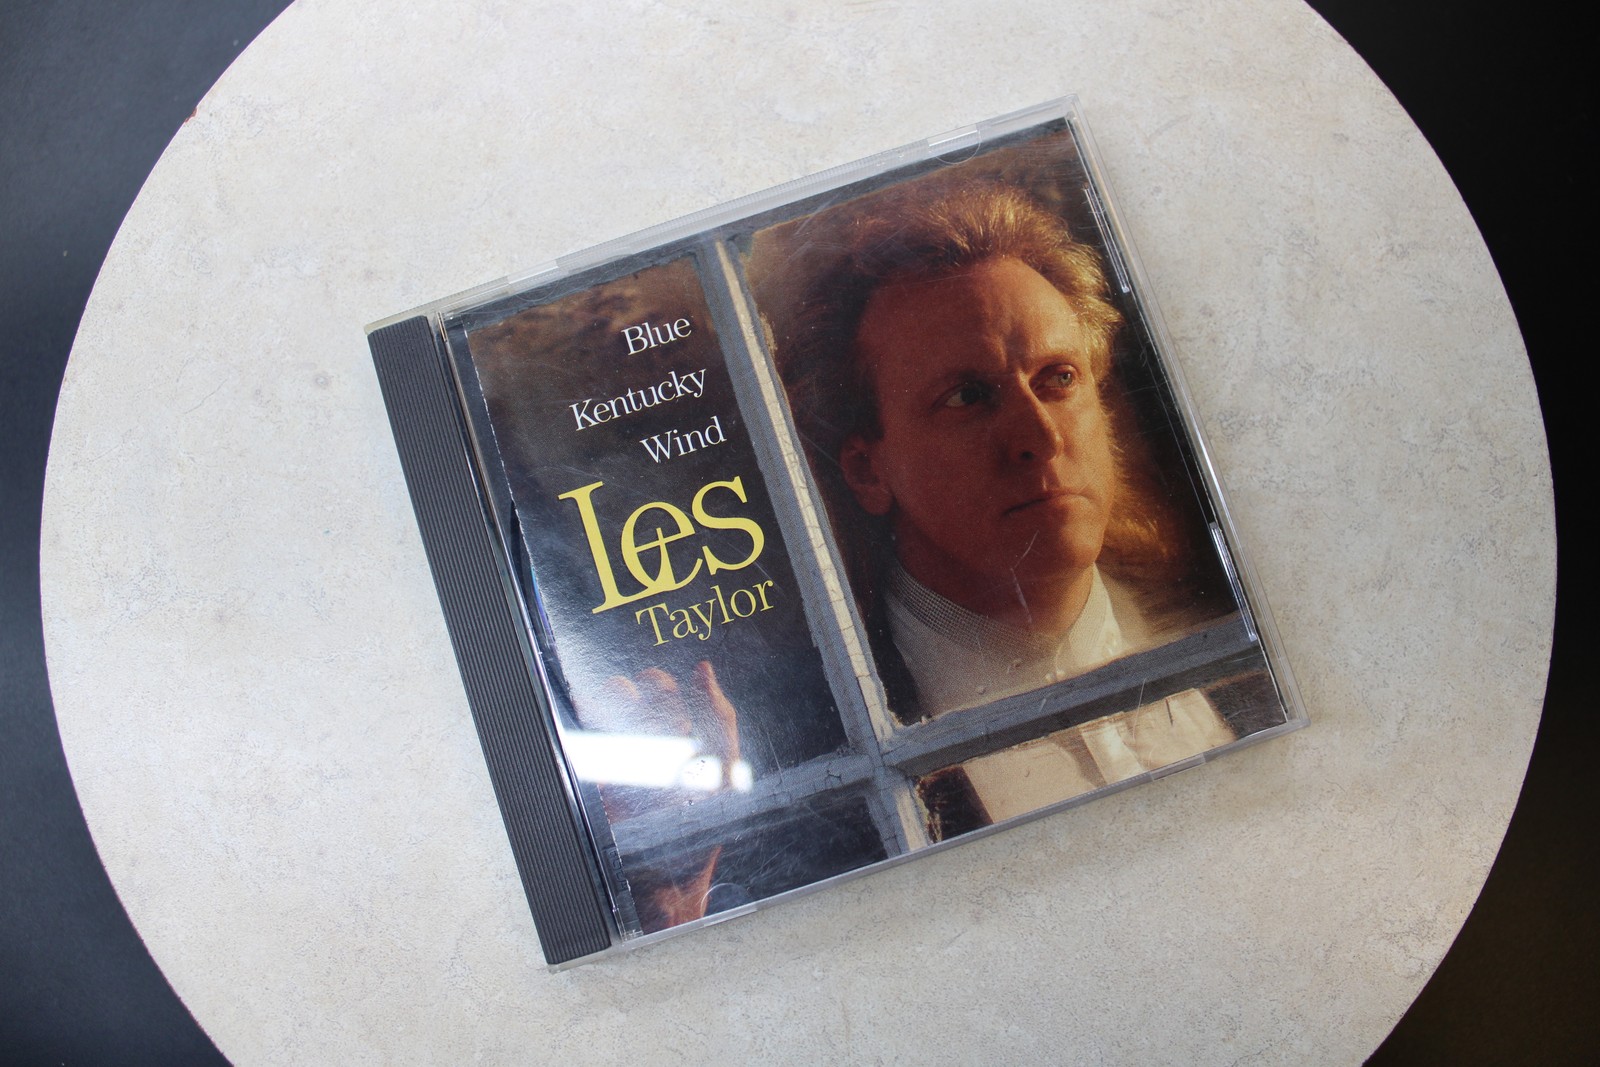 Blue
Kentucky
Wind
Les
Taylor